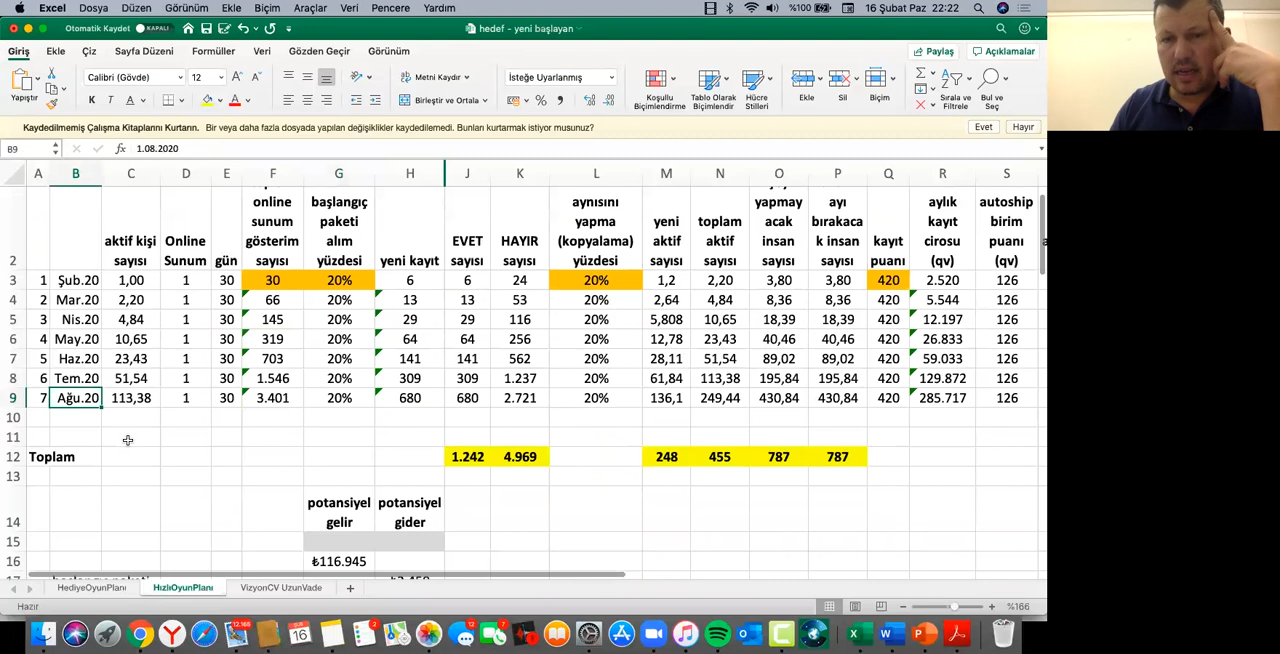 Excel Dosya Düzen Görünüm Ekle Biçim Araçlar Veri Pencere Yardım %100 16 Şubat Paz 22:22
Otomatik Kaydet KAPALI hedef - yeni başlayan
Giriş Ekle Çiz Sayfa Düzeni Formüller Veri Gözden Geçir Görünüm Paylaş Açıklamalar
Yapıştır
Calibri (Gövde) 12
K T A
Metni Kaydır
Birleştir ve Ortala
İsteğe Uyarlanmış
Koşullu Biçimlendirme
Tablo Olarak Biçimlendir
Hücre Stilleri
Ekle Sil Biçim
Sırala ve Filtrele
Bul ve Seç
Kaydedilmemiş Çalışma Kitaplarını Kurtarın. Bir veya daha fazla dosyada yapılan değişiklikler kaydedilemedi. Bunları kurtarmak istiyor musunuz? Evet Hayır
B9 fx 1.08.2020
A B C D E F G H J K L M N O P Q R S
2 aktif kişi sayısı Online Sunum gün online sunum gösterim sayısı başlangıç paketi alım yüzdesi yeni kayıt EVET sayısı HAYIR sayısı aynısını yapma (kopyalama) yüzdesi yeni aktif sayısı toplam aktif sayısı yapmay acak insan sayısı ayı bırakaca k insan sayısı kayıt puanı aylık kayıt cirosu (qv) autoship birim puanı (qv)
3 1 Şub.20 1,00 1 30 30 20% 6 6 24 20% 1,2 2,20 3,80 3,80 420 2.520 126
4 2 Mar.20 2,20 1 30 66 20% 13 13 53 20% 2,64 4,84 8,36 8,36 420 5.544 126
5 3 Nis.20 4,84 1 30 145 20% 29 29 116 20% 5,808 10,65 18,39 18,39 420 12.197 126
6 4 May.20 10,65 1 30 319 20% 64 64 256 20% 12,78 23,43 40,46 40,46 420 26.833 126
7 5 Haz.20 23,43 1 30 703 20% 141 141 562 20% 28,11 51,54 89,02 89,02 420 59.033 126
8 6 Tem.20 51,54 1 30 1.546 20% 309 309 1.237 20% 61,84 113,38 195,84 195,84 420 129.872 126
9 7 Ağu.20 113,38 1 30 3.401 20% 680 680 2.721 20% 136,1 249,44 430,84 430,84 420 285.717 126
10
11
12 Toplam 1.242 4.969 248 455 787 787
13
14 potansiyel gelir potansiyel gider
15
16 ₺116.945
HediyeOyunPlanı HızlıOyunPlanı VizyonCV UzunVade
Hazır %166